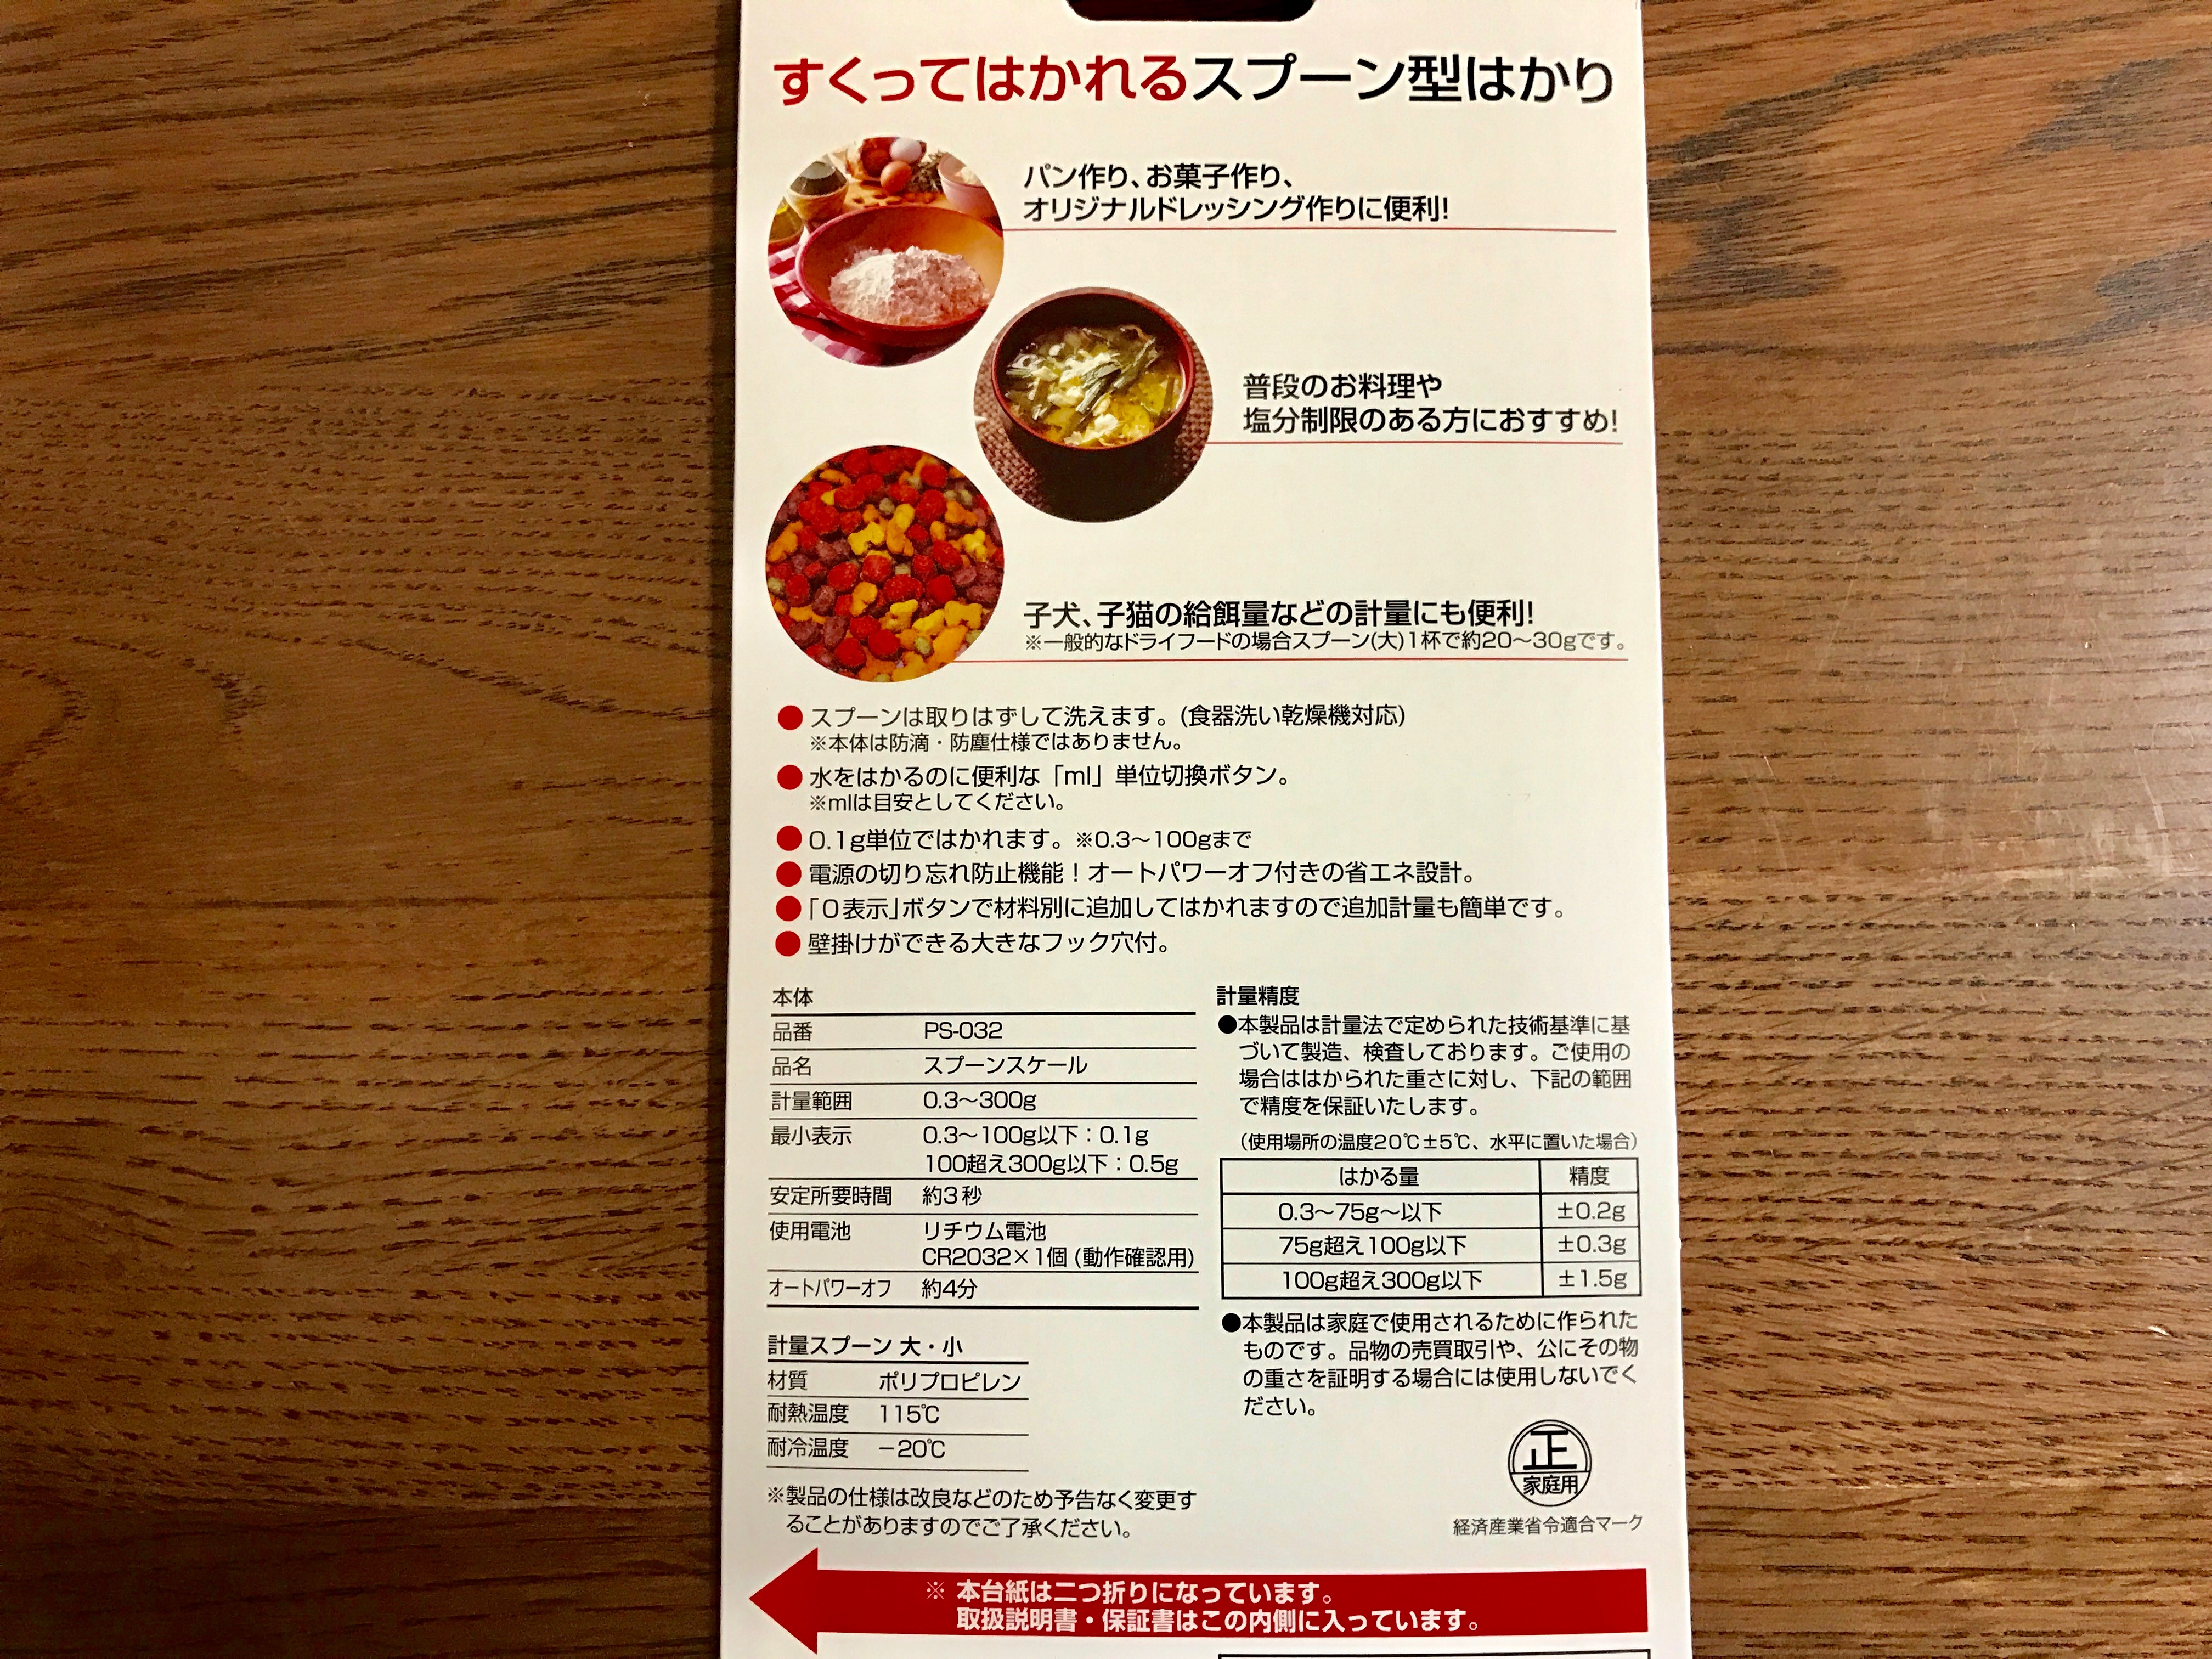 すくってはかれるスプーン型はかり
パン作り、お菓子作り、
オリジナルドレッシング作りに便利!
普段のお料理や
塩分制限のある方におすすめ!
子犬、子猫の給餌量などの計量にも便利!
※一般的なドライフードの場合スプーン(大)1杯で約20〜30gです。
●スプーンは取りはずして洗えます。(食器洗い乾燥機対応)
※本体は防滴・防塵仕様ではありません。
●水をはかるのに便利な「ml」単位切換ボタン。
※mlは目安としてください。
●0.1g単位ではかれます。※0.3〜100gまで
●電源の切り忘れ防止機能！オートパワーオフ付きの省エネ設計。
●「0表示」ボタンで材料別に追加してはかれますので追加計量も簡単です。
●壁掛けができる大きなフック穴付。
本体
品番 PS-032
品名 スプーンスケール
計量範囲 0.3〜300g
最小表示 0.3〜100g以下：0.1g
100超え300g以下：0.5g
安定所要時間 約3秒
使用電池 リチウム電池
CR2032×1個(動作確認用)
オートパワーオフ 約4分
計量スプーン 大・小
材質 ポリプロピレン
耐熱温度 115℃
耐冷温度 −20℃
※製品の仕様は改良などのため予告なく変更す
ることがありますのでご了承ください。
計量精度
●本製品は計量法で定められた技術基準に基
づいて製造、検査しております。ご使用の
場合ははかられた重さに対し、下記の範囲
で精度を保証いたします。
（使用場所の温度20℃±5℃、水平に置いた場合）
はかる量 精度
0.3〜75g〜以下 ±0.2g
75g超え100g以下 ±0.3g
100g超え300g以下 ±1.5g
●本製品は家庭で使用されるために作られた
ものです。品物の売買取引や、公にその物
の重さを証明する場合には使用しないでく
ださい。
正
家庭用
経済産業省令適合マーク
※ 本台紙は二つ折りになっています。
取扱説明書・保証書はこの内側に入っています。